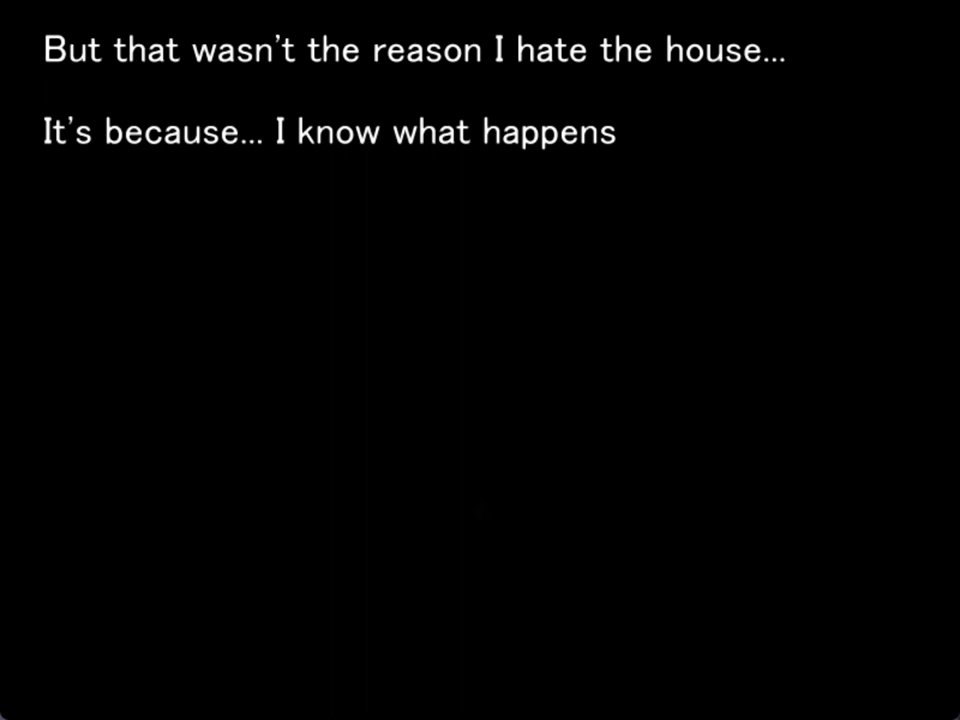 But that wasn't the reason I hate the house...
It's because... I know what happens